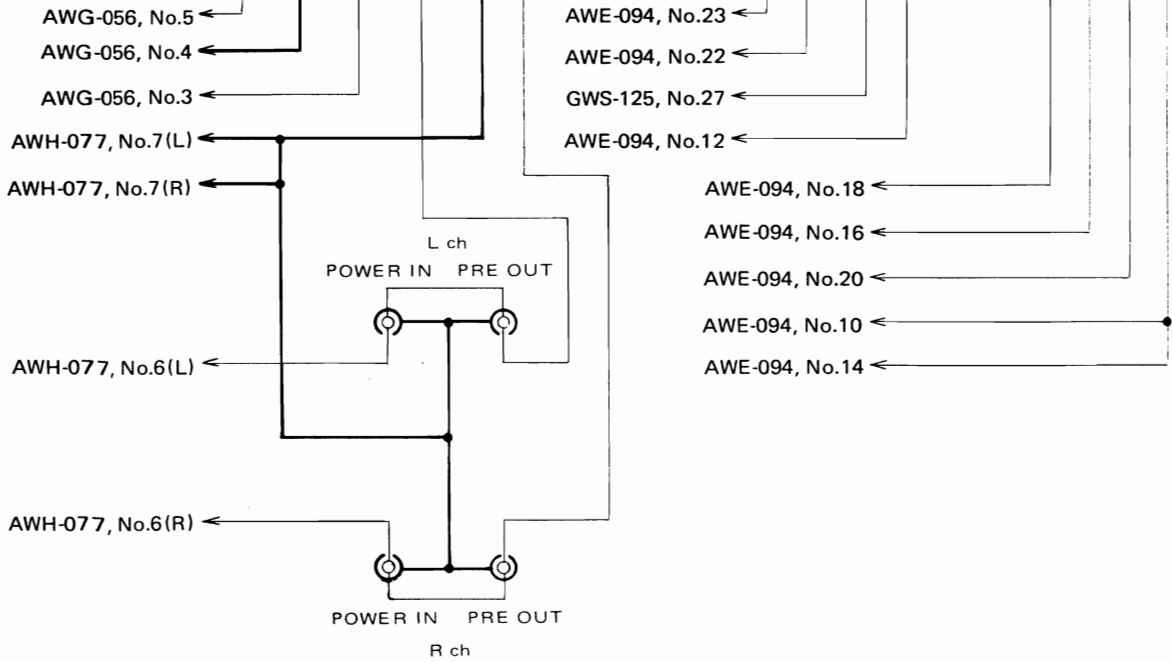 AWG-056, No.5
AWG-056, No.4
AWG-056, No.3
AWH-077, No.7(L)
AWH-077, No.7(R)
L ch
POWER IN PRE OUT
AWH-077, No.6(L)
AWH-077, No.6(R)
POWER IN PRE OUT
R ch
AWE-094, No.23
AWE-094, No.22
GWS-125, No.27
AWE-094, No.12
AWE-094, No.18
AWE-094, No.16
AWE-094, No.20
AWE-094, No.10
AWE-094, No.14